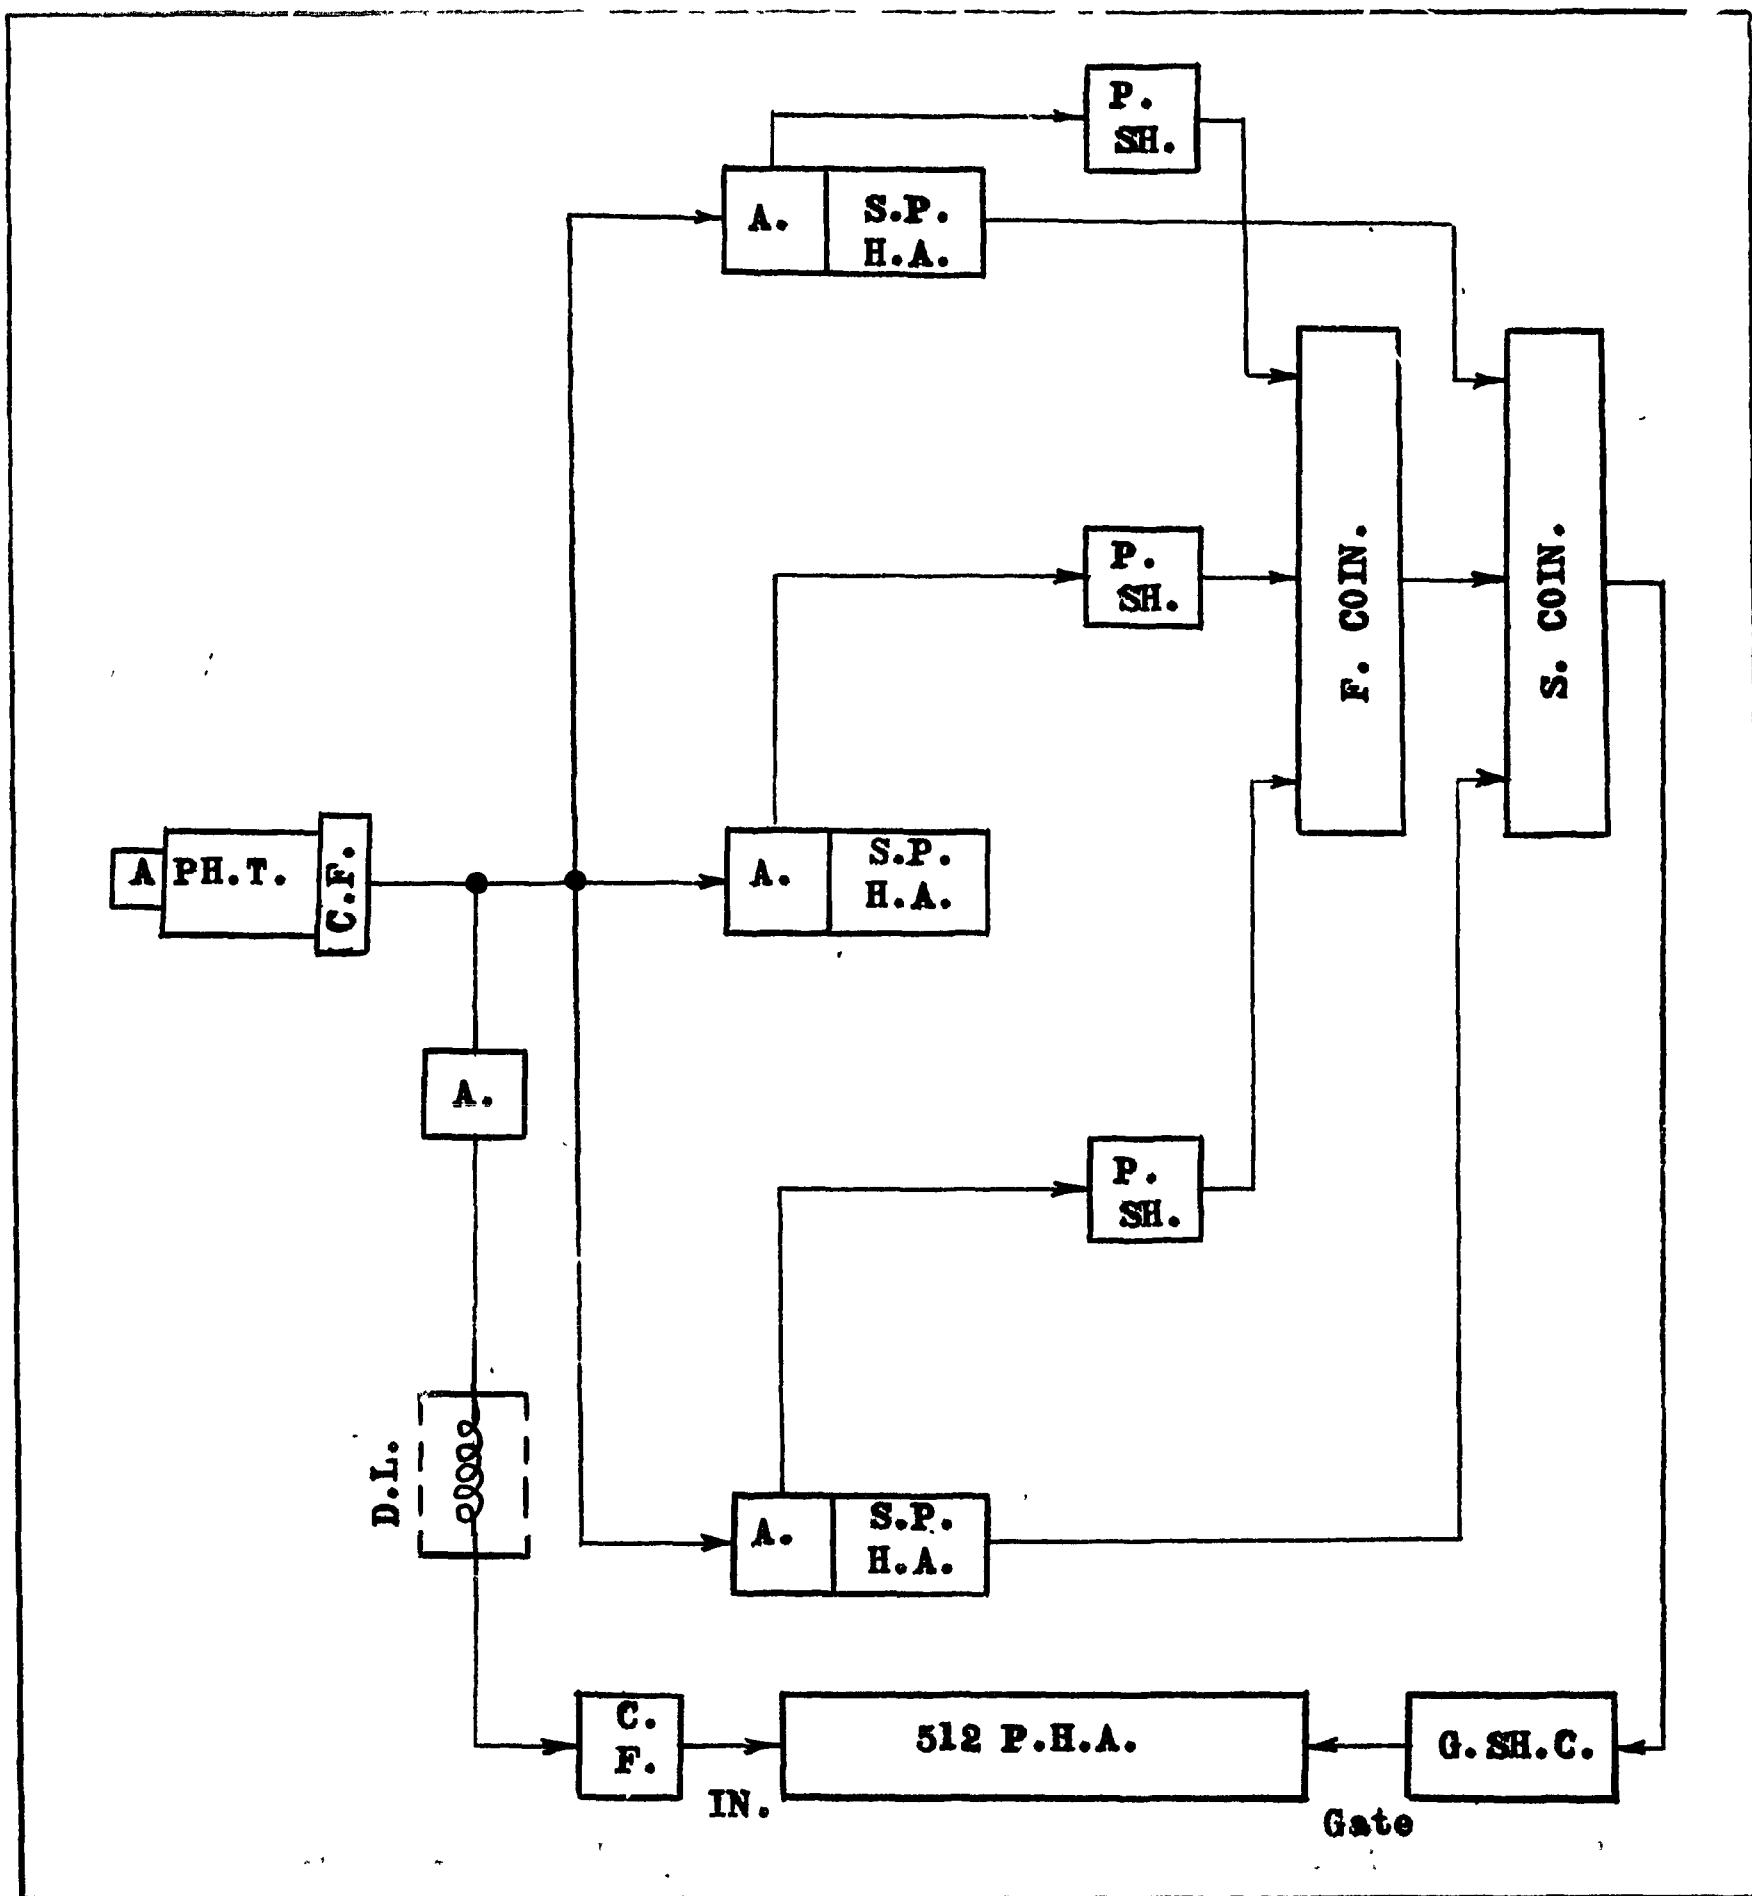 P.
SH.
A.
S.P.
H.A.
P.
SH.
F. COIN.
S. COIN.
A
PH.T.
C.F.
A.
S.P.
H.A.
A.
P.
SH.
D.L.
A.
S.P.
H.A.
C.
F.
IN.
512 P.H.A.
Gate
G.SH.C.